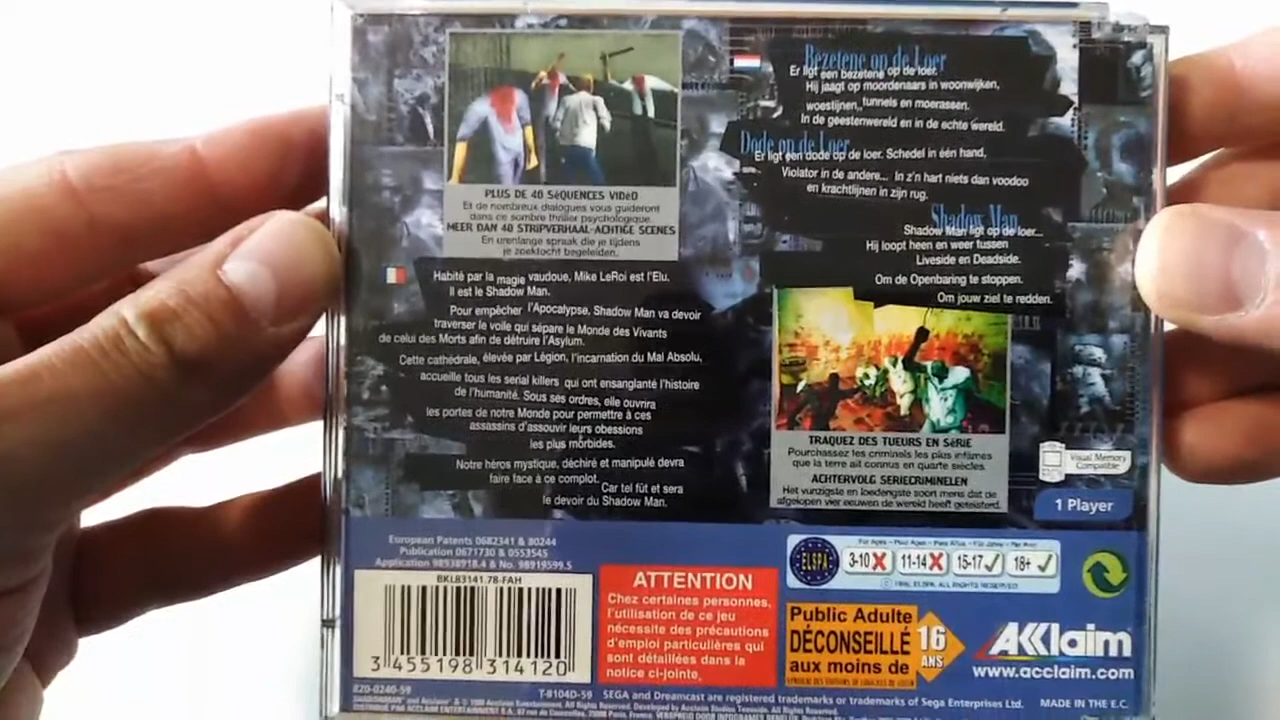 PLUS DE 40 SéQUENCES VIDéO
Et de nombreux dialogues vous guideront
dans ce sombre thriller psychologique.
MEER DAN 40 STRIPVERHAAL-ACHTIGE SCENES
En urenlange spraak die je tijdens
je zoektocht begeleiden.
Habité par la magie vaudoue, Mike LeRoi est l'Elu.
Il est le Shadow Man.
Pour empêcher l'Apocalypse, Shadow Man va devoir
traverser le voile qui sépare le Monde des Vivants
de celui des Morts afin de détruire l'Asylum.
Cette cathédrale, élevée par Légion, l'incarnation du Mal Absolu,
accueille tous les serial killers qui ont ensanglanté l'histoire
de l'humanité. Sous ses ordres, elle ouvrira
les portes de notre Monde pour permettre à ces
assassins d'assouvir leurs obsessions
les plus morbides.
Notre héros mystique, déchiré et manipulé devra
faire face à ce complot.
Car tel fût et sera
le devoir du Shadow Man.
Bezetene op de Loer
Er ligt een bezetene op de loer.
Hij jaagt op moordenaars in woonwijken,
woestijnen, tunnels en moerassen.
In de geestenwereld en in de echte wereld.
Dode op de Loer
Er ligt een dode op de loer. Schedel in één hand,
Violator in de andere... In z'n hart niets dan voodoo
en krachtlijnen in zijn rug.
Shadow Man
Shadow Man ligt op de loer...
Hij loopt heen en weer tussen
Liveside en Deadside.
Om de Openbaring te stoppen.
Om jouw ziel te redden.
TRAQUEZ DES TUEURS EN SéRIE
Pourchassez les criminels les plus infâmes
que la terre ait connus en quarte siècles.
ACHTERVOLG SERIECRIMINELEN
Het vunzigste en loedengste soort mens dat de
afgelopen vier eeuwen de wereld heeft geteisterd.
Visual Memory
Compatible
1 Player
European Patents 0682341 & 80244
Publication 0671730 & 0553545
Application 98938918.4 & No. 98919599.5
BKL83141.78-FAH
3 455198 314120
ATTENTION
Chez certaines personnes,
l'utilisation de ce jeu
nécessite des précautions
d'emploi particulières qui
sont détaillées dans la
notice ci-jointe.
ELSPA
3-10 11-14 15-17 18+
Public Adulte
DÉCONSEILLÉ
aux moins de
16
ANS
AKKlaim
www.acclaim.com
820-0240-59
T-8104D-59
SEGA and Dreamcast are registered trademarks or trademarks of Sega Enterprises Ltd.
MADE IN THE E.C.